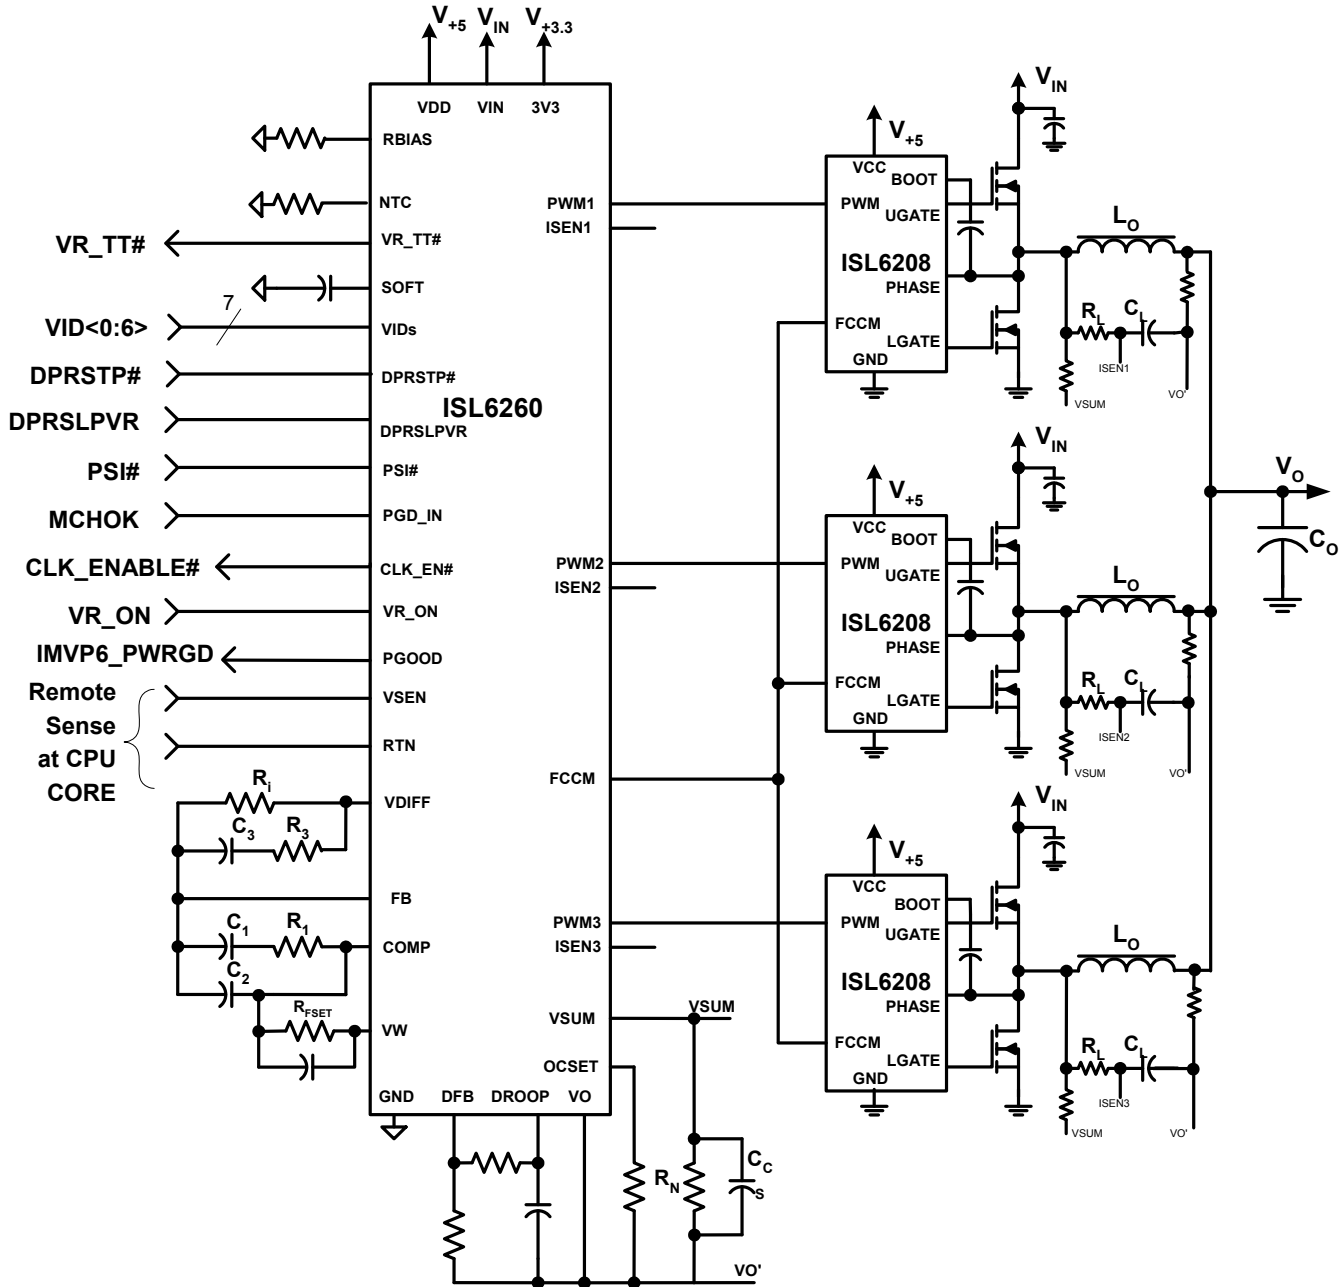 V+5
VIN
V+3.3
VDD
VIN
3V3
RBIAS
NTC
VR_TT#
VR_TT#
SOFT
7
VID<0:6>
VIDs
DPRSTP#
DPRSTP#
ISL6260
DPRSLPVR
DPRSLPVR
PSI#
PSI#
MCHOK
PGD_IN
CLK_ENABLE#
CLK_EN#
VR_ON
VR_ON
IMVP6_PWRGD
PGOOD
Remote
Sense
at CPU
CORE
VSEN
RTN
Ri
VDIFF
C3
R3
FB
C1
R1
COMP
C2
RFSET
VW
GND
DFB
DROOP
VO
PWM1
ISEN1
PWM2
ISEN2
FCCM
PWM3
ISEN3
VSUM
VSUM
OCSET
RN
CC
S
VO'
V+5
VCC
BOOT
PWM
UGATE
ISL6208
PHASE
FCCM
LGATE
GND
VIN
LO
RL
CL
ISEN1
VSUM
VO'
V+5
VCC
BOOT
PWM
UGATE
ISL6208
PHASE
FCCM
LGATE
GND
VIN
LO
RL
CL
ISEN2
VSUM
VO'
VO
CO
V+5
VCC
BOOT
PWM
UGATE
ISL6208
PHASE
FCCM
LGATE
GND
VIN
LO
RL
CL
ISEN3
VSUM
VO'